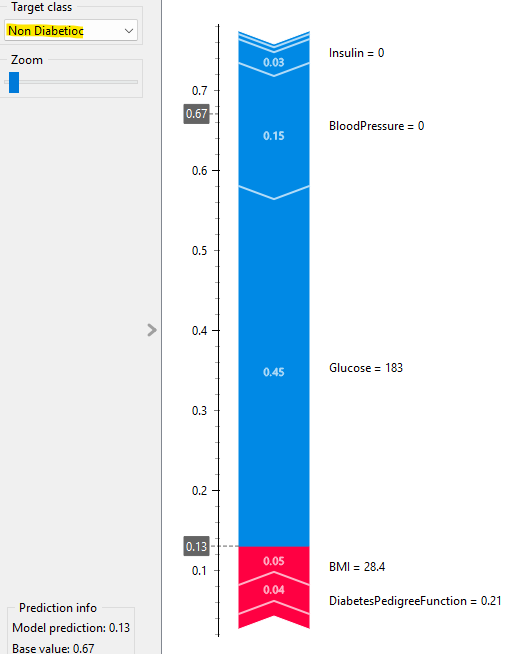 Target class
Non Diabetioc
Zoom
0.7
0.67
0.6
0.5
0.4
0.3
0.2
0.13
0.1
0.03
0.15
0.45
0.05
0.04
Insulin = 0
BloodPressure = 0
Glucose = 183
BMI = 28.4
DiabetesPedigreeFunction = 0.21
Prediction info
Model prediction: 0.13
Base value: 0.67